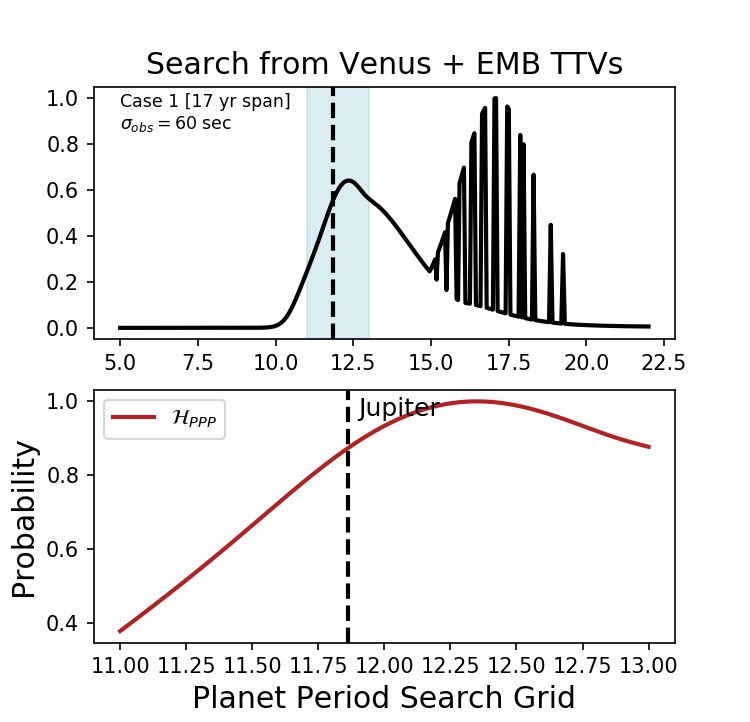 Search from Venus + EMB TTVs
Case 1 [17 yr span]
σ_obs = 60 sec
1.0
0.8
0.6
0.4
0.2
0.0
5.0 7.5 10.0 12.5 15.0 17.5 20.0 22.5
Jupiter
ℋ_PPP
1.0
0.8
0.6
0.4
Probability
11.00 11.25 11.50 11.75 12.00 12.25 12.50 12.75 13.00
Planet Period Search Grid